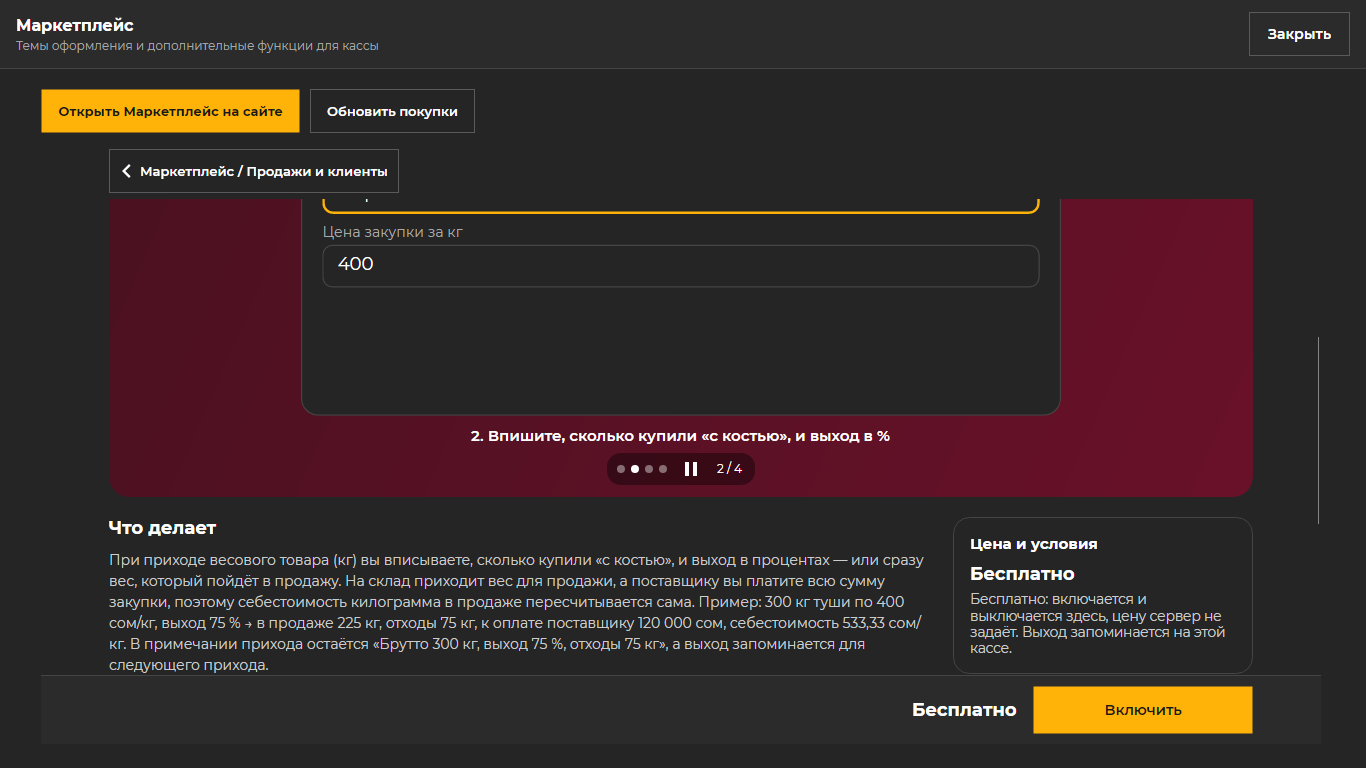 Маркетплейс
Темы оформления и дополнительные функции для кассы
Закрыть
Открыть Маркетплейс на сайте
Обновить покупки
Маркетплейс / Продажи и клиенты
Цена закупки за кг
400
2. Впишите, сколько купили «с костью», и выход в %
2 / 4
Что делает
При приходе весового товара (кг) вы вписываете, сколько купили «с костью», и выход в процентах — или сразу
вес, который пойдёт в продажу. На склад приходит вес для продажи, а поставщику вы платите всю сумму
закупки, поэтому себестоимость килограмма в продаже пересчитывается сама. Пример: 300 кг туши по 400
сом/кг, выход 75 % → в продаже 225 кг, отходы 75 кг, к оплате поставщику 120 000 сом, себестоимость 533,33 сом/
кг. В примечании прихода остаётся «Брутто 300 кг, выход 75 %, отходы 75 кг», а выход запоминается для
следующего прихода.
Цена и условия
Бесплатно
Бесплатно: включается и
выключается здесь, цену сервер не
задаёт. Выход запоминается на этой
кассе.
Бесплатно
Включить